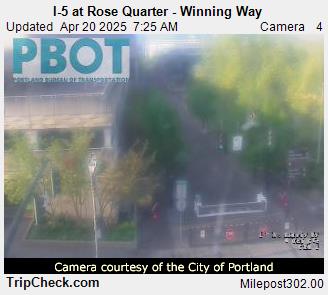 I-5 at Rose Quarter - Winning Way
Updated Apr 20 2025 7:25 AM Camera 4
PBOT
PORTLAND BUREAU OF TRANSPORTATION
Camera courtesy of the City of Portland
TripCheck.com Milepost302.00